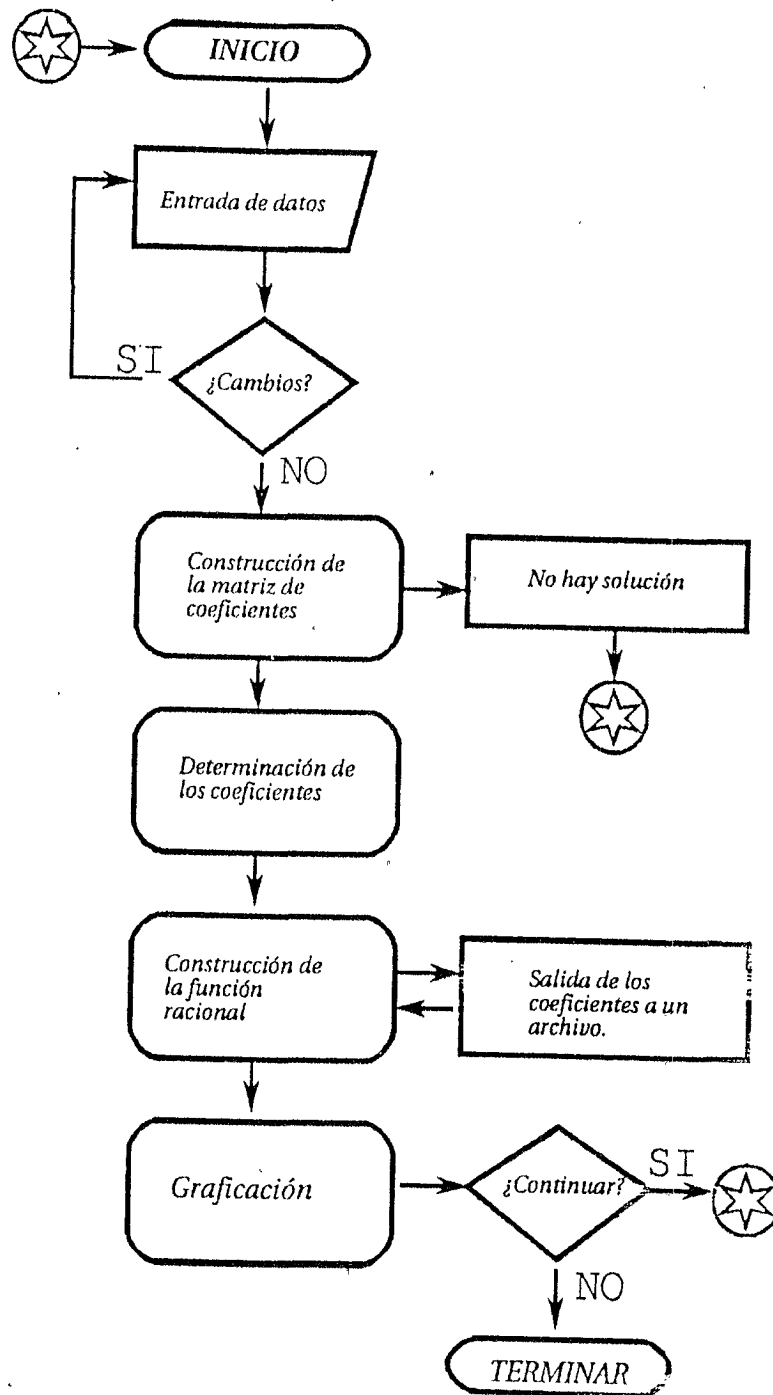 INICIO
Entrada de datos
SI
¿Cambios?
NO
Construcción de
la matriz de
coeficientes
No hay solución
Determinación de
los coeficientes
Construcción de
la función
racional
Salida de los
coeficientes a un
archivo.
Graficación
¿Continuar?
SI
NO
TERMINAR